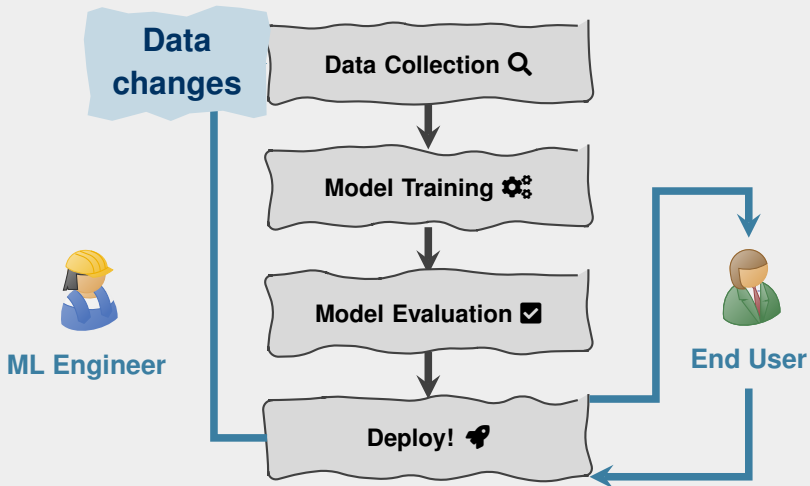 Data
changes
Data Collection
Model Training
Model Evaluation
ML Engineer
End User
Deploy!